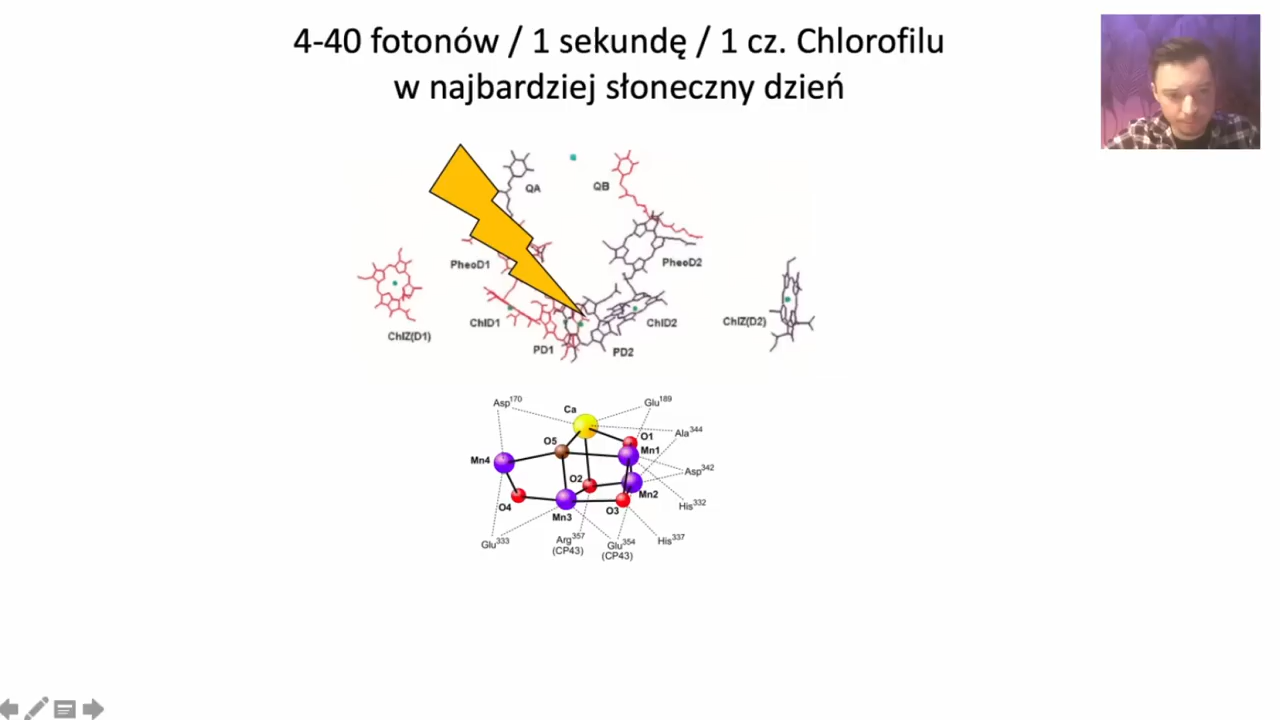 4-40 fotonów / 1 sekundę / 1 cz. Chlorofilu
w najbardziej słoneczny dzień
QA
QB
PheoD1
PheoD2
ChlZ(D1)
ChlD1
ChlD2
ChlZ(D2)
PD1
PD2
Asp170
Ca
Glu189
Ala344
O1
O5
Mn1
Mn4
Asp342
O2
Mn2
His332
O4
O3
Mn3
Glu333
Arg357
(CP43)
Glu354
(CP43)
His337